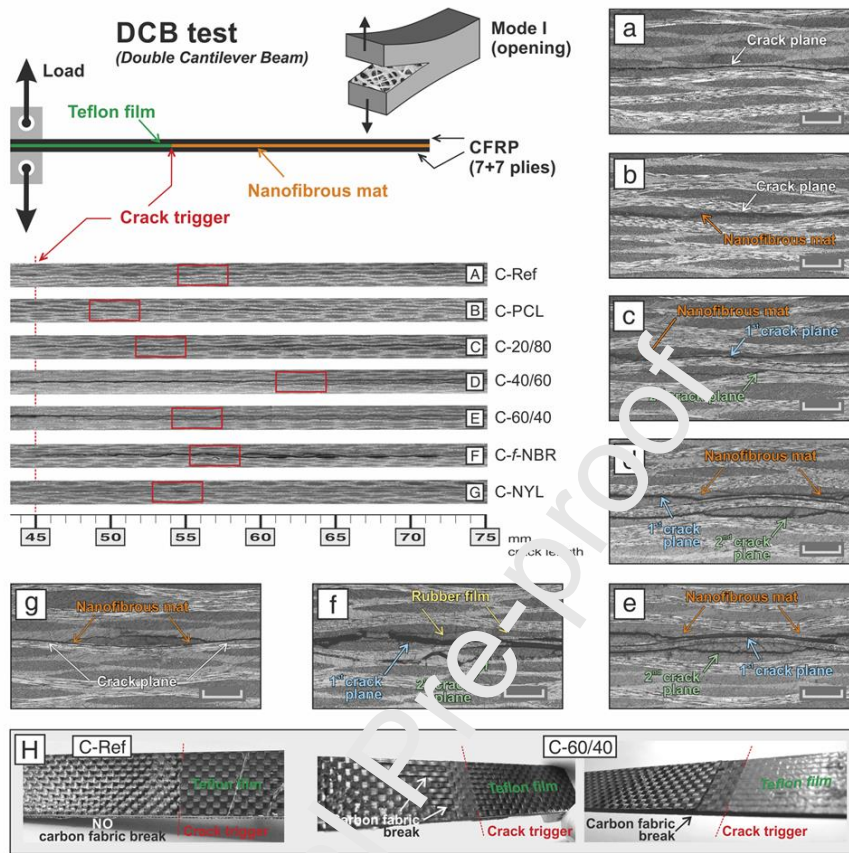 DCB test
(Double Cantilever Beam)
Mode I
(opening)
Load
Teflon film
CFRP
(7+7 plies)
Nanofibrous mat
Crack trigger
A C-Ref
B C-PCL
C C-20/80
D C-40/60
E C-60/40
F C-f-NBR
G C-NYL
45 50 55 60 65 70 75 mm
crack length
a
Crack plane
b
Crack plane
Nanofibrous mat
c
Nanofibrous mat
1st crack plane
crack plane
d
Nanofibrous mat
1st crack
plane
2nd crack
plane
g
Nanofibrous mat
Crack plane
f
Rubber film
1st crack
plane
crack
plane
e
Nanofibrous mat
2nd crack
plane
1st crack plane
H
C-Ref
Teflon film
NO
carbon fabric break
Crack trigger
C-60/40
Teflon film
carbon fabric
break
Crack trigger
Teflon film
Carbon fabric
break
Crack trigger
Pre-proof